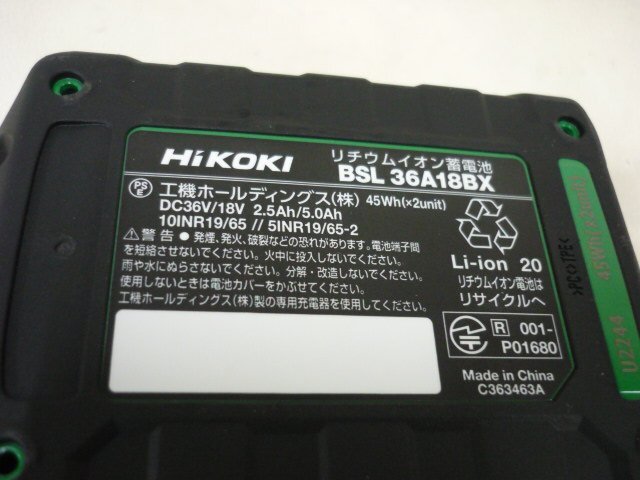 HiKOKI
リチウムイオン蓄電池
BSL 36A18BX
PS
E
工機ホールディングス(株) 45Wh(×2unit)
DC36V/18V 2.5Ah/5.0Ah
10INR19/65 // 5INR19/65-2
⚠警告 ● 発煙、発火、破裂などの恐れがあります。電池端子間
を短絡させないでください。火中に投入しないでください。
雨や水にぬらさないでください。分解・改造しないでください。
使用しないときは電池カバーをかぶせてください。
工機ホールディングス(株)製の専用充電器を使用してください。
Li-ion 20
リチウムイオン電池は
リサイクルへ
R 001-
P01680
Made in China
C363463A
>PC<>TPE<
45Wh(×2unit)
U2244